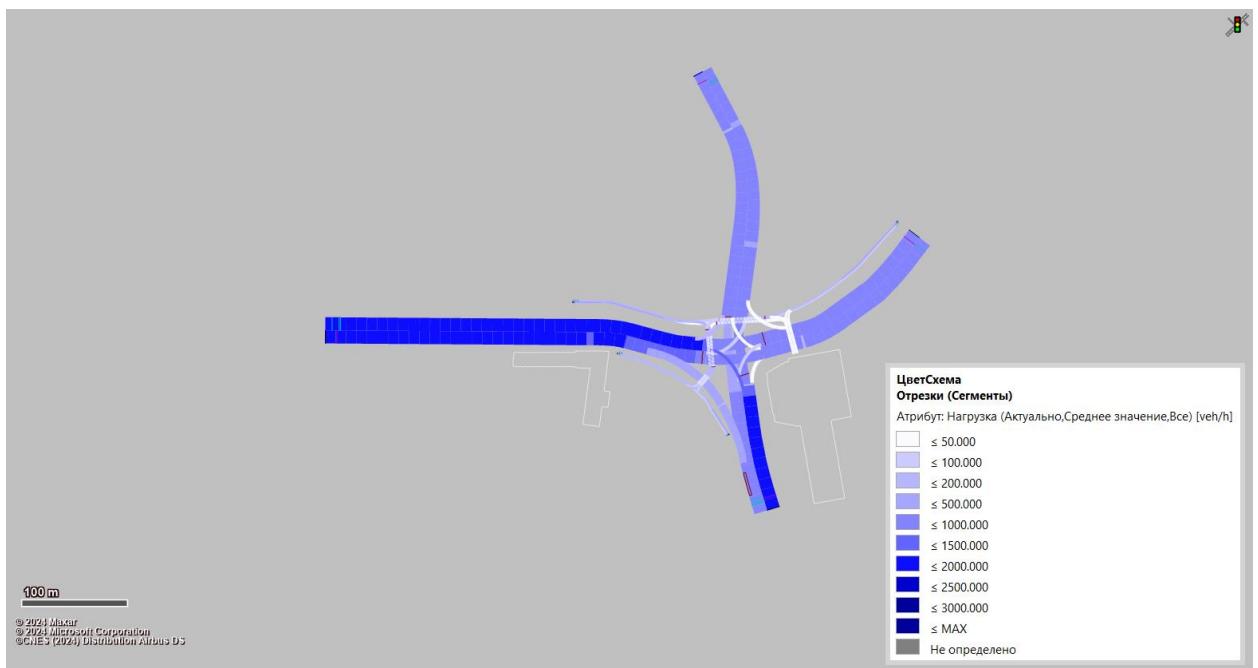 ЦветСхема
Отрезки (Сегменты)
Атрибут: Нагрузка (Актуально,Среднее значение,Все) [veh/h]
≤ 50.000
≤ 100.000
≤ 200.000
≤ 500.000
≤ 1000.000
≤ 1500.000
≤ 2000.000
≤ 2500.000
≤ 3000.000
≤ MAX
Не определено
100 m
© 2024 Maxar
© 2024 Microsoft Corporation
©CNES (2024) Distribution Airbus DS